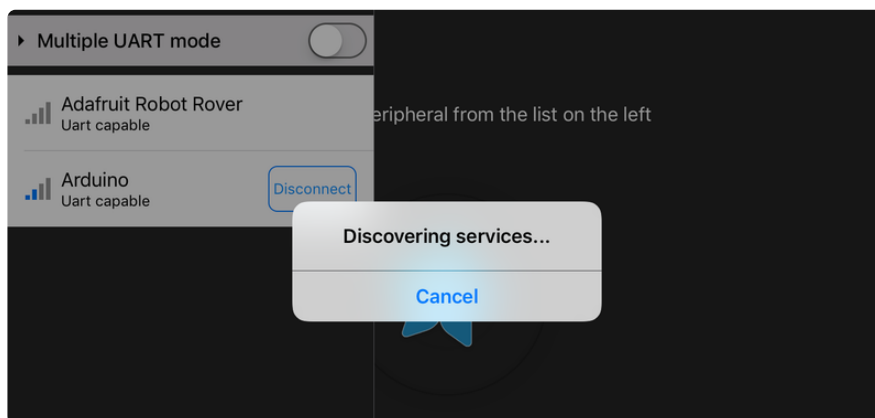 Multiple UART mode
Adafruit Robot Rover
Uart capable
eripheral from the list on the left
Arduino
Uart capable
Disconnect
Discovering services...
Cancel